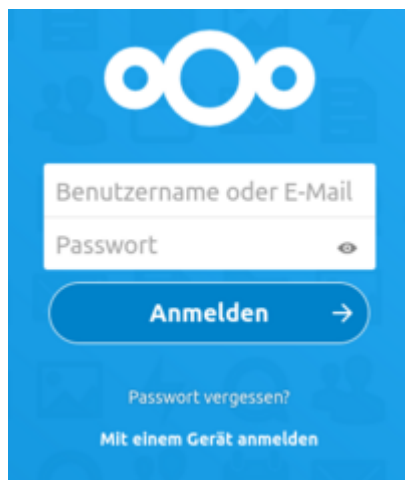 Benutzername oder E-Mail
Passwort
Anmelden
Passwort vergessen?
Mit einem Gerät anmelden